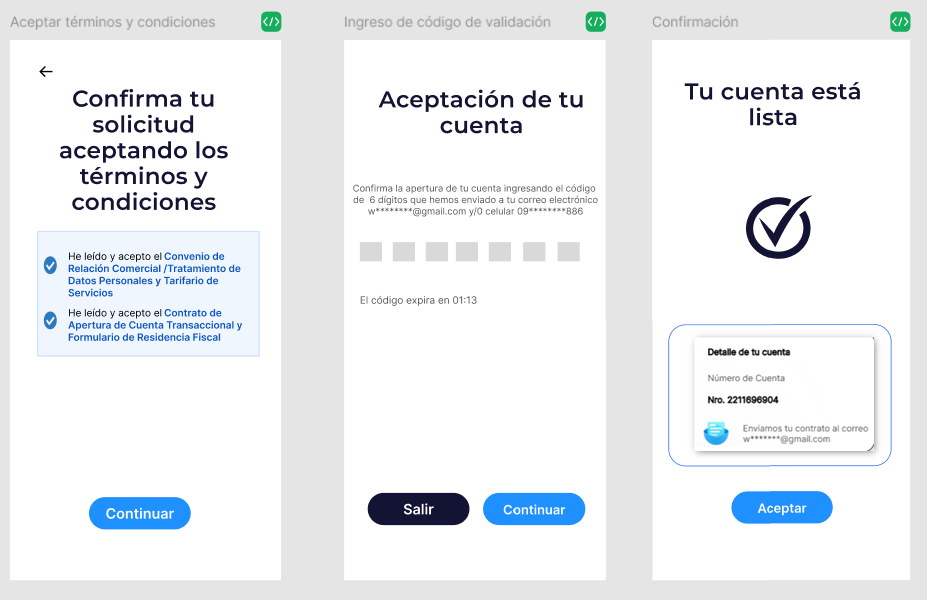 Aceptar términos y condiciones
</>
Confirma tu
solicitud
aceptando los
términos y
condiciones
He leído y acepto el Convenio de
Relación Comercial /Tratamiento de
Datos Personales y Tarifario de
Servicios
He leído y acepto el Contrato de
Apertura de Cuenta Transaccional y
Formulario de Residencia Fiscal
Continuar
Ingreso de código de validación
</>
Aceptación de tu
cuenta
Confirma la apertura de tu cuenta ingresando el código
de 6 dígitos que hemos enviado a tu correo electrónico
w********@gmail.com y/0 celular 09********886
El código expira en 01:13
Salir
Continuar
Confirmación
</>
Tu cuenta está
lista
Detalle de tu cuenta
Número de Cuenta
Nro. 2211696904
Enviamos tu contrato al correo
w*******@gmail.com
Aceptar